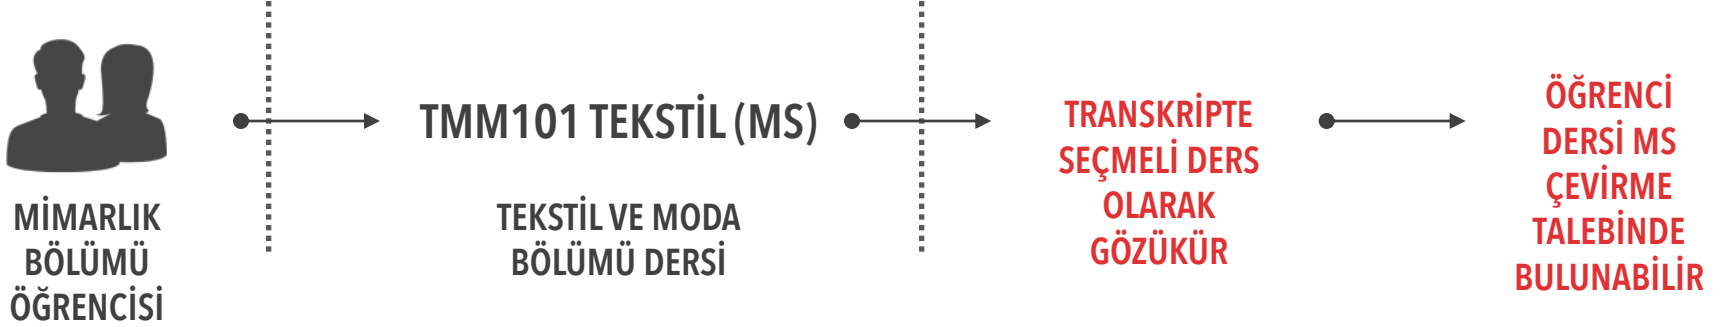 MİMARLIK
BÖLÜMÜ
ÖĞRENCİSİ
TMM101 TEKSTİL (MS)
TEKSTİL VE MODA
BÖLÜMÜ DERSİ
TRANSKRİPTE
SEÇMELİ DERS
OLARAK
GÖZÜKÜR
ÖĞRENCİ
DERSİ MS
ÇEVİRME
TALEBİNDE
BULUNABİLİR